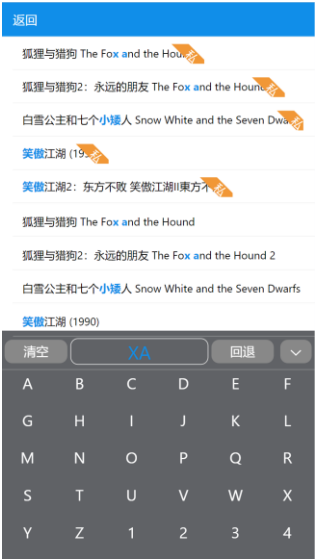 返回
狐狸与猎狗 The Fox and the Hou
私
狐狸与猎狗2：永远的朋友 The Fox and the Hound
私
白雪公主和七个小矮人 Snow White and the Seven Dwa
私
笑傲江湖 (199
私
笑傲江湖2：东方不败 笑傲江湖II東方不
私
狐狸与猎狗 The Fox and the Hound
狐狸与猎狗2：永远的朋友 The Fox and the Hound 2
白雪公主和七个小矮人 Snow White and the Seven Dwarfs
笑傲江湖 (1990)
清空 XA 回退
A B C D E F
G H I J K L
M N O P Q R
S T U V W X
Y Z 1 2 3 4